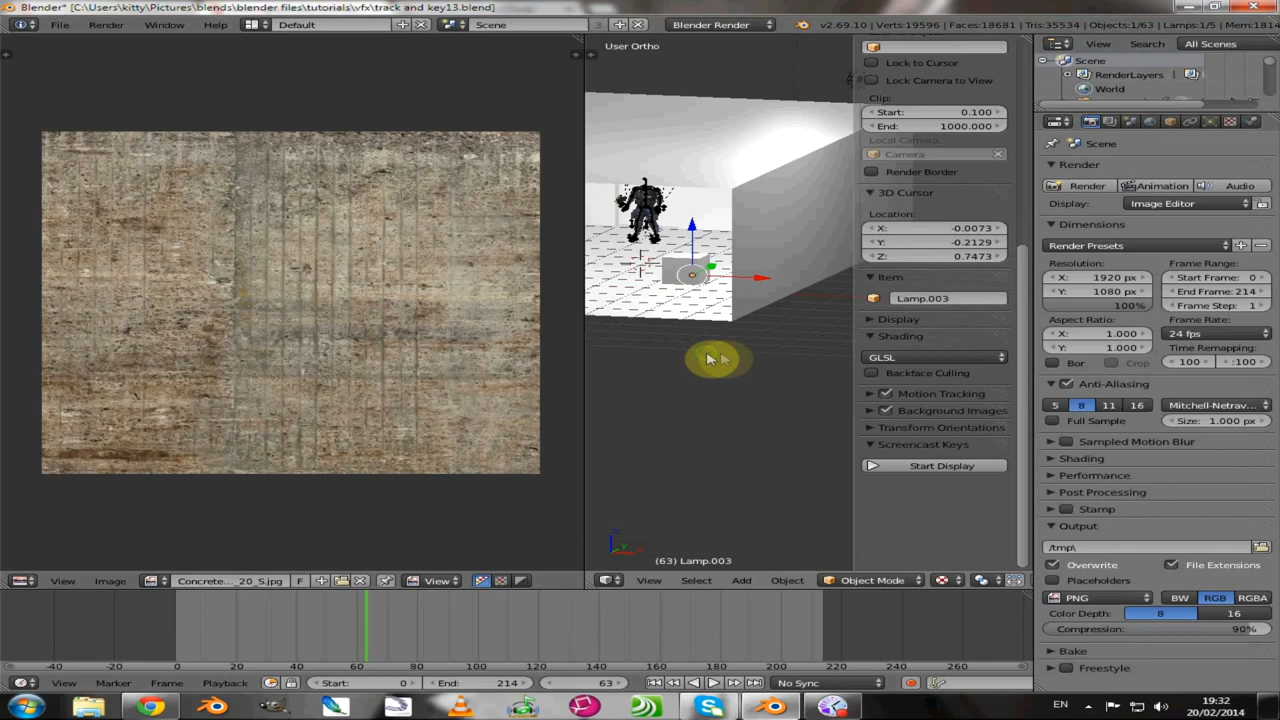 Blender* [C:\Users\kitty\Pictures\blends\blender files\tutorials\vfx\track and key13.blend]
File Render Window Help Default Scene 3 Blender Render v2.69.10 | Verts:19596 | Faces:18681 | Tris:35534 | Objects:1/63 | Lamps:1/5 | Mem:1814
User Ortho
Lock to Cursor
Lock Camera to View
Clip:
Start: 0.100
End: 1000.000
Local Camera:
Camera
Render Border
3D Cursor
Location:
X: -0.0073
Y: -0.2129
Z: 0.7473
Item
Lamp.003
Display
Shading
GLSL
Backface Culling
Motion Tracking
Background Images
Transform Orientations
Screencast Keys
Start Display
(63) Lamp.003
View Search All Scenes
Scene
RenderLayers
World
Scene
Render
Render Animation Audio
Display: Image Editor
Dimensions
Render Presets
Resolution: Frame Range:
X: 1920 px Start Frame: 0
Y: 1080 px End Frame: 214
100% Frame Step: 1
Aspect Ratio: Frame Rate:
X: 1.000 24 fps
Y: 1.000 Time Remapping:
Bor Crop 100 :100
Anti-Aliasing
5 8 11 16 Mitchell-Netrav...
Full Sample Size: 1.000 px
Sampled Motion Blur
Shading
Performance
Post Processing
Stamp
Output
/tmp\
Overwrite File Extensions
Placeholders
PNG BW RGB RGBA
Color Depth: 8 16
Compression: 90%
Bake
Freestyle
View Image Concrete..._20_S.jpg F View
View Select Add Object Object Mode
-40 -20 0 20 40 60 80 100 120 140 160 180 200 220 240 260
View Marker Frame Playback Start: 0 End: 214 63 No Sync
EN 19:32
20/02/2014